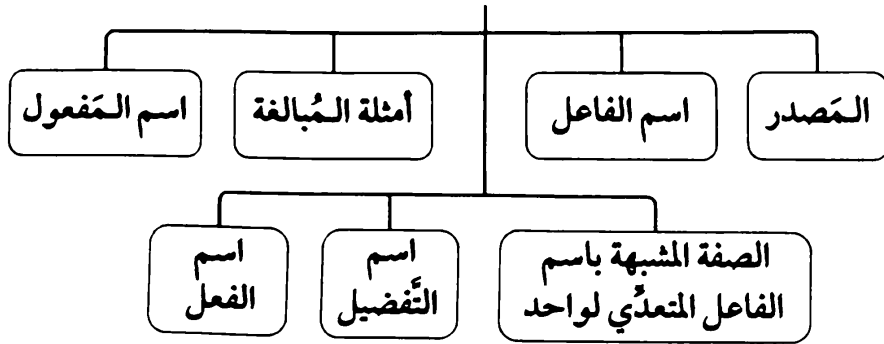 المَصدر
اسم الفاعل
أمثلة المُبالغة
اسم المَفعول
الصفة المشبهة باسم
الفاعل المتعدِّي لواحد
اسم
التَّفضيل
اسم
الفعل